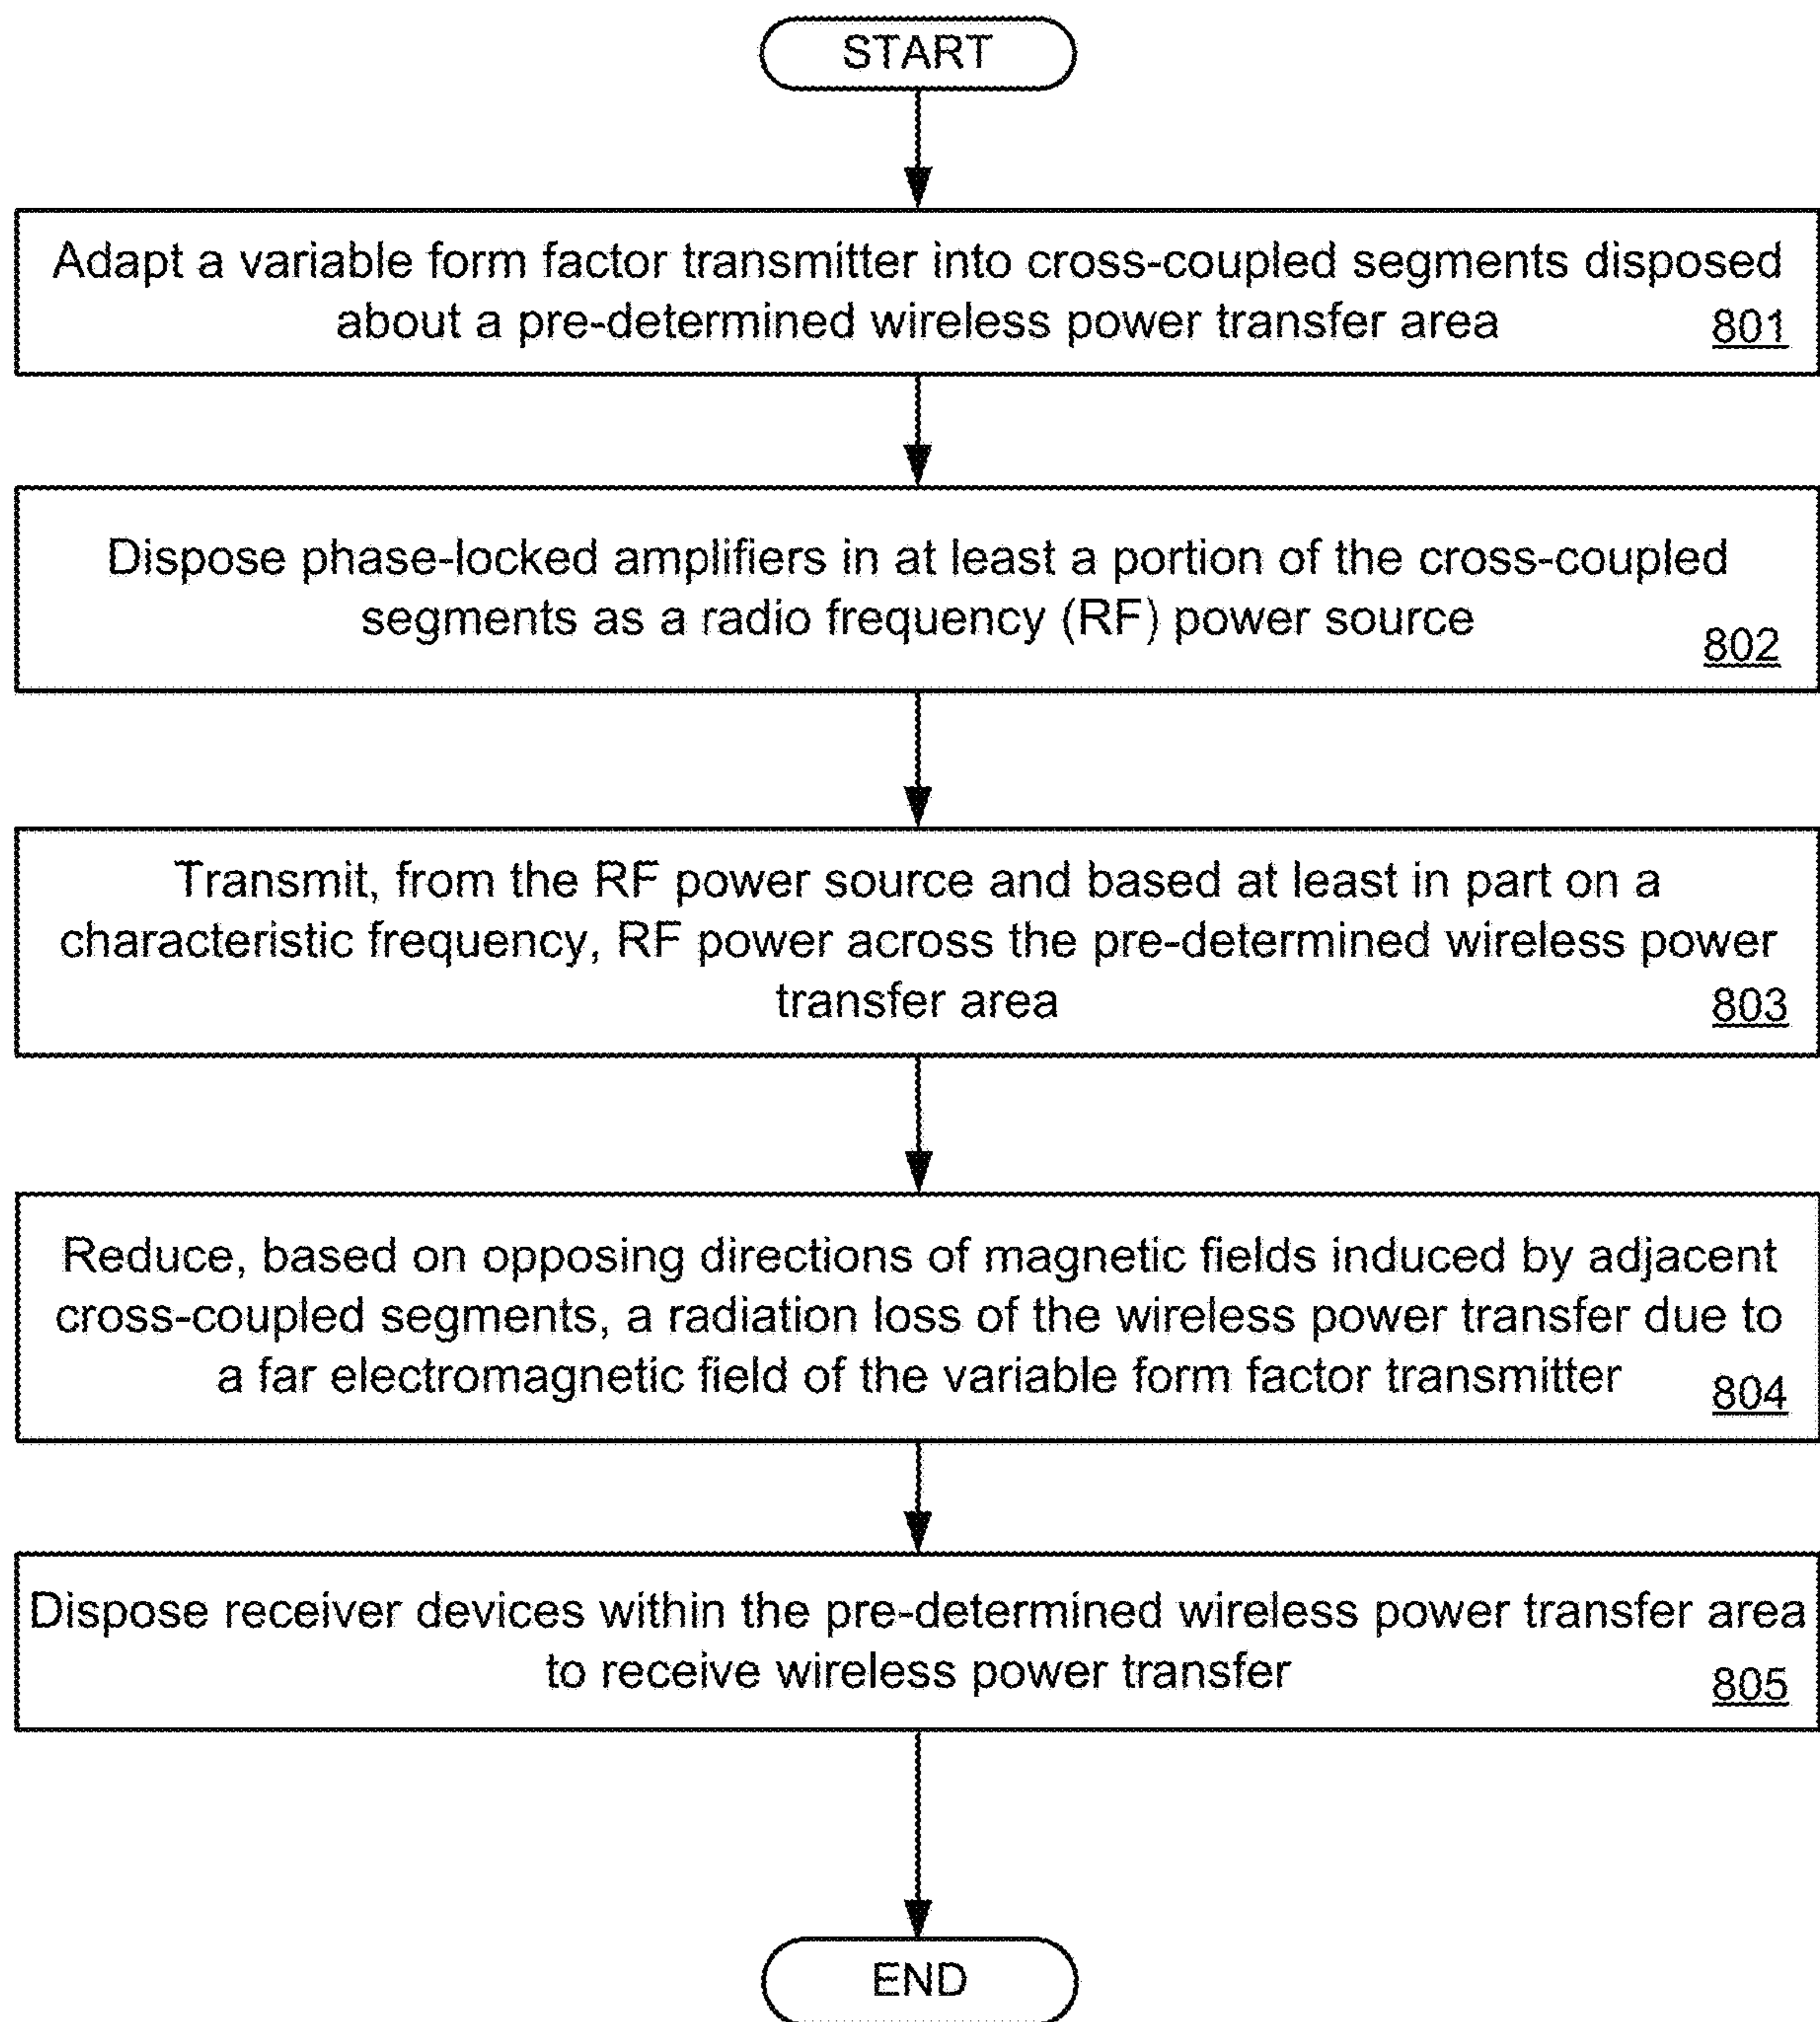 START
Adapt a variable form factor transmitter into cross-coupled segments disposed
about a pre-determined wireless power transfer area
801
Dispose phase-locked amplifiers in at least a portion of the cross-coupled
segments as a radio frequency (RF) power source
802
Transmit, from the RF power source and based at least in part on a
characteristic frequency, RF power across the pre-determined wireless power
transfer area
803
Reduce, based on opposing directions of magnetic fields induced by adjacent
cross-coupled segments, a radiation loss of the wireless power transfer due to
a far electromagnetic field of the variable form factor transmitter
804
Dispose receiver devices within the pre-determined wireless power transfer area
to receive wireless power transfer
805
END